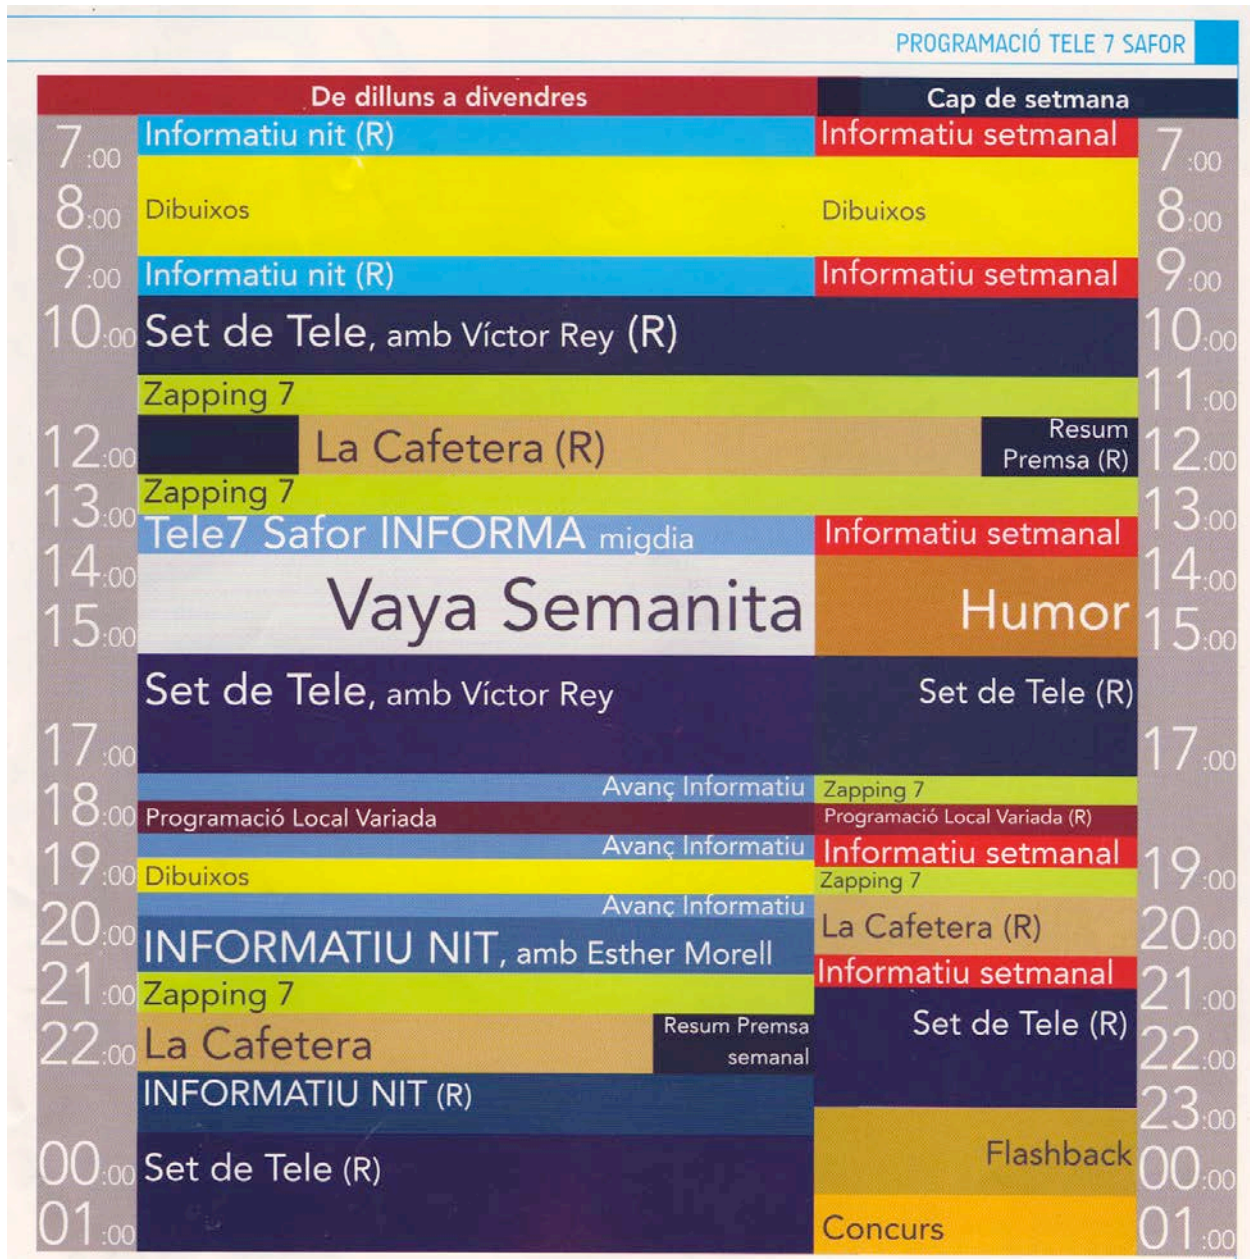 PROGRAMACIÓ TELE 7 SAFOR
De dilluns a divendres
Cap de setmana
7:00
Informatiu nit (R)
Informatiu setmanal
7:00
8:00
Dibuixos
Dibuixos
8:00
9:00
Informatiu nit (R)
Informatiu setmanal
9:00
10:00
Set de Tele, amb Víctor Rey (R)
10:00
Zapping 7
11:00
12:00
La Cafetera (R)
Resum
Premsa (R)
12:00
13:00
Zapping 7
13:00
Tele7 Safor INFORMA migdia
Informatiu setmanal
14:00
14:00
Vaya Semanita
Humor
15:00
15:00
Set de Tele, amb Víctor Rey
Set de Tele (R)
17:00
17:00
Avanç Informatiu
Zapping 7
18:00
Programació Local Variada
Programació Local Variada (R)
Avanç Informatiu
Informatiu setmanal
19:00
Dibuixos
Zapping 7
19:00
Avanç Informatiu
20:00
INFORMATIU NIT, amb Esther Morell
La Cafetera (R)
20:00
Informatiu setmanal
21:00
Zapping 7
21:00
Set de Tele (R)
22:00
La Cafetera
Resum Premsa
semanal
22:00
INFORMATIU NIT (R)
23:00
00:00
Set de Tele (R)
Flashback
00:00
01:00
Concurs
01:00